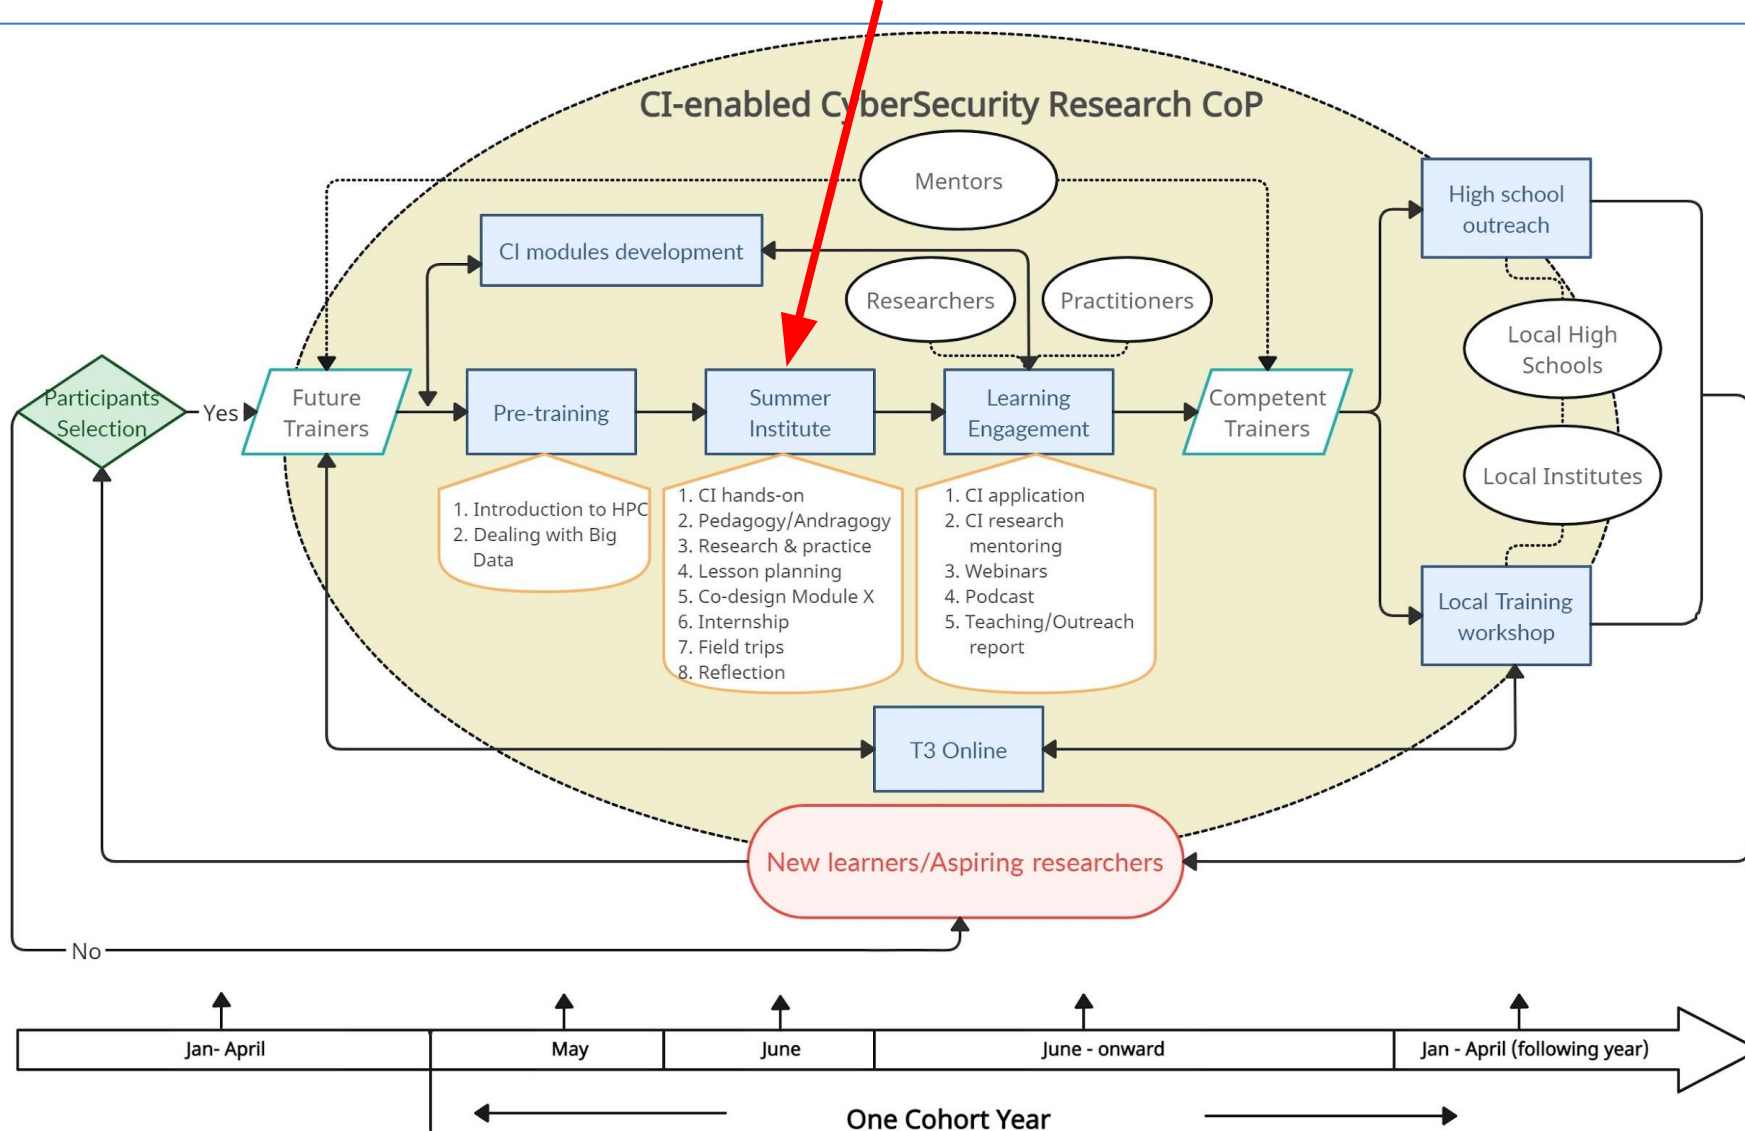 CI-enabled CyberSecurity Research CoP
Mentors
High school
outreach
CI modules development
Researchers
Practitioners
Local High
Schools
Participants
Selection
Yes
Future
Trainers
Pre-training
Summer
Institute
Learning
Engagement
Competent
Trainers
Local Institutes
1. Introduction to HPC
2. Dealing with Big
Data
1. CI hands-on
2. Pedagogy/Andragogy
3. Research & practice
4. Lesson planning
5. Co-design Module X
6. Internship
7. Field trips
8. Reflection
1. CI application
2. CI research
mentoring
3. Webinars
4. Podcast
5. Teaching/Outreach
report
Local Training
workshop
T3 Online
New learners/Aspiring researchers
No
Jan- April
May
June
June - onward
Jan - April (following year)
One Cohort Year